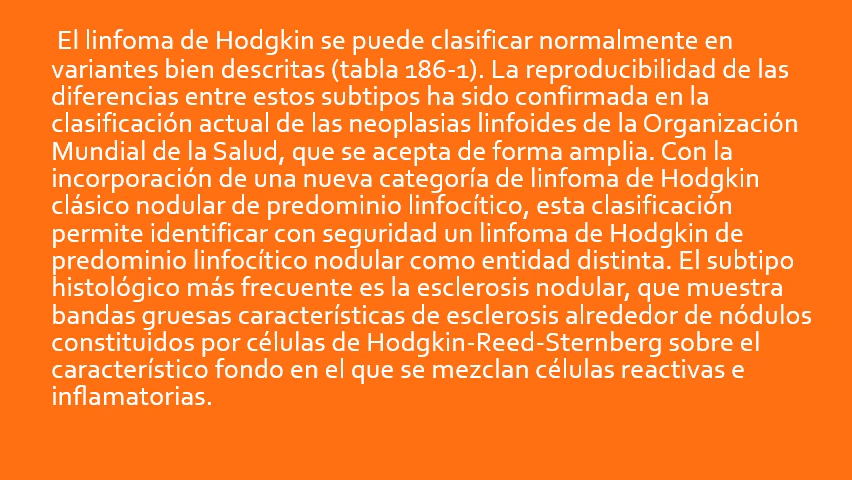 El linfoma de Hodgkin se puede clasificar normalmente en
variantes bien descritas (tabla 186-1). La reproducibilidad de las
diferencias entre estos subtipos ha sido confirmada en la
clasificación actual de las neoplasias linfoides de la Organización
Mundial de la Salud, que se acepta de forma amplia. Con la
incorporación de una nueva categoría de linfoma de Hodgkin
clásico nodular de predominio linfocítico, esta clasificación
permite identificar con seguridad un linfoma de Hodgkin de
predominio linfocítico nodular como entidad distinta. El subtipo
histológico más frecuente es la esclerosis nodular, que muestra
bandas gruesas características de esclerosis alrededor de nódulos
constituidos por células de Hodgkin-Reed-Sternberg sobre el
característico fondo en el que se mezclan células reactivas e
inflamatorias.